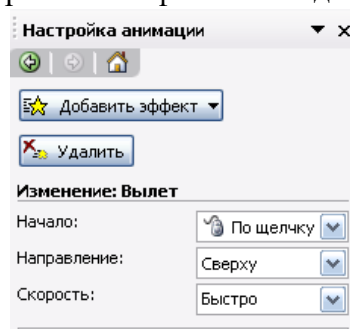 Настройка анимации
Добавить эффект
Удалить
Изменение: Вылет
Начало: По щелчку
Направление: Сверху
Скорость: Быстро